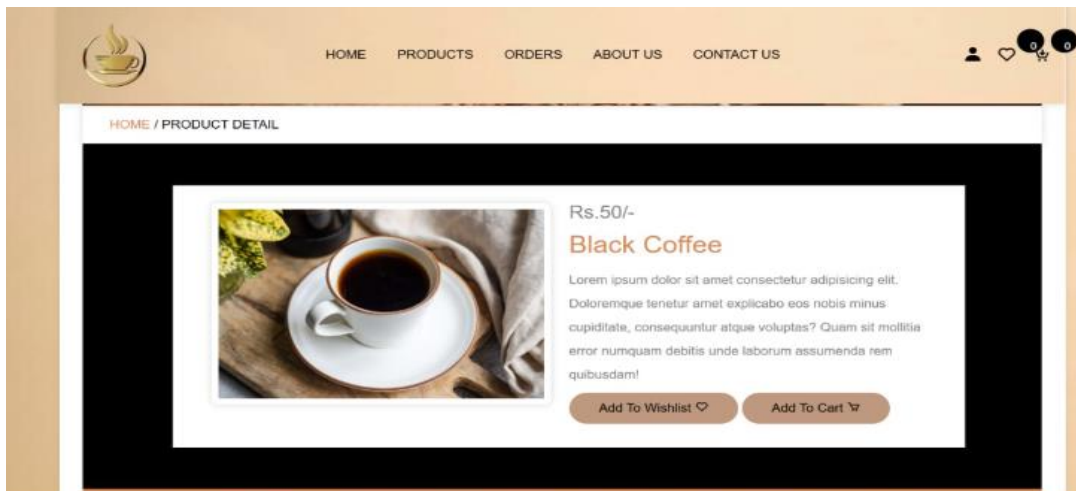 HOME PRODUCTS ORDERS ABOUT US CONTACT US
0 0
HOME / PRODUCT DETAIL
Rs.50/-
Black Coffee
Lorem ipsum dolor sit amet consectetur adipisicing elit.
Doloremque tenetur amet explicabo eos nobis minus
cupiditate, consequuntur atque voluptas? Quam sit mollitia
error numquam debitis unde laborum assumenda rem
quibusdam!
Add To Wishlist Add To Cart